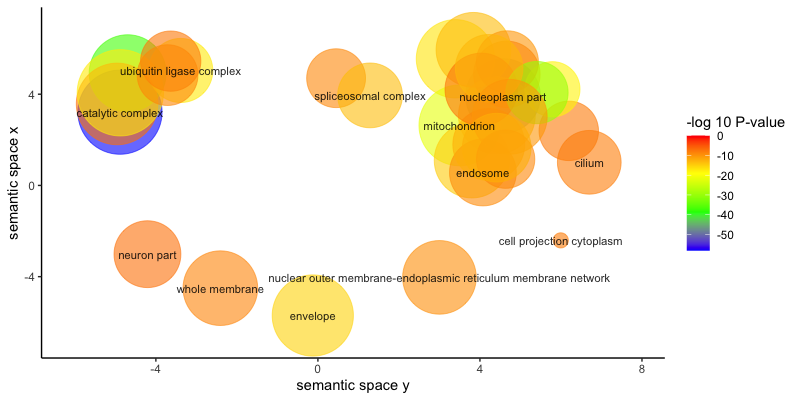 ubiquitin ligase complex
spliceosomal complex
nucleoplasm part
catalytic complex
mitochondrion
cilium
endosome
cell projection cytoplasm
neuron part
whole membrane
nuclear outer membrane-endoplasmic reticulum membrane network
envelope
4
0
-4
semantic space x
-4
0
4
8
semantic space y
-log 10 P-value
0
-10
-20
-30
-40
-50